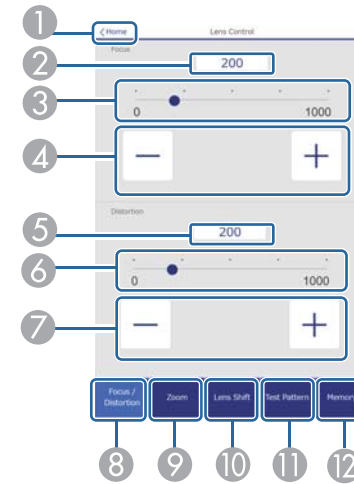 1
< Home
Lens Control
Focus
2
200
3
0
1000
4
Distortion
5
200
6
0
1000
7
Focus /
Distortion
Zoom
Lens Shift
Test Pattern
Memory
8
9
10
11
12